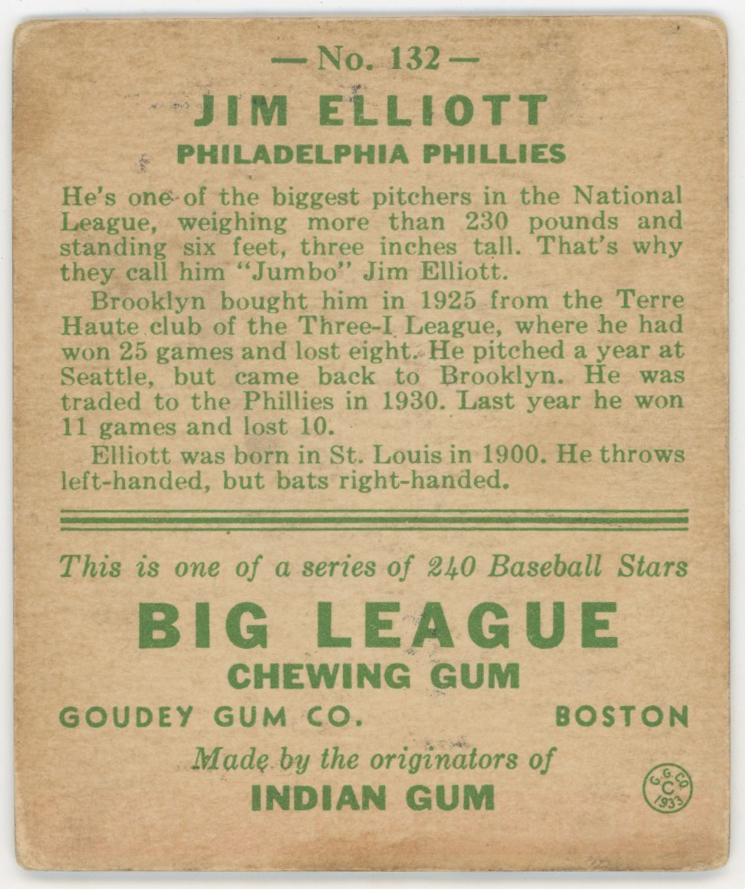 — No. 132 —
JIM ELLIOTT
PHILADELPHIA PHILLIES
He's one of the biggest pitchers in the National
League, weighing more than 230 pounds and
standing six feet, three inches tall. That's why
they call him "Jumbo" Jim Elliott.
Brooklyn bought him in 1925 from the Terre
Haute club of the Three-I League, where he had
won 25 games and lost eight. He pitched a year at
Seattle, but came back to Brooklyn. He was
traded to the Phillies in 1930. Last year he won
11 games and lost 10.
Elliott was born in St. Louis in 1900. He throws
left-handed, but bats right-handed.
This is one of a series of 240 Baseball Stars
BIG LEAGUE
CHEWING GUM
GOUDEY GUM CO. BOSTON
Made by the originators of
INDIAN GUM
G.G.CO.
C
1933